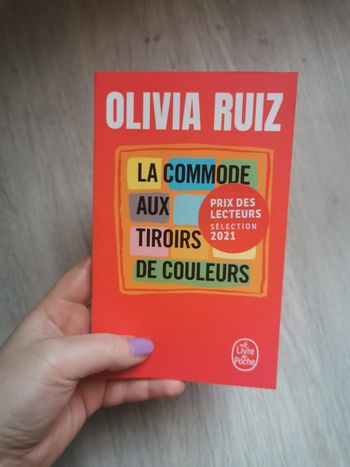 OLIVIA RUIZ
LA COMMODE
AUX
TIROIRS
DE COULEURS
PRIX DES
LECTEURS
SÉLECTION
2021
Le
Livre
de
Poche